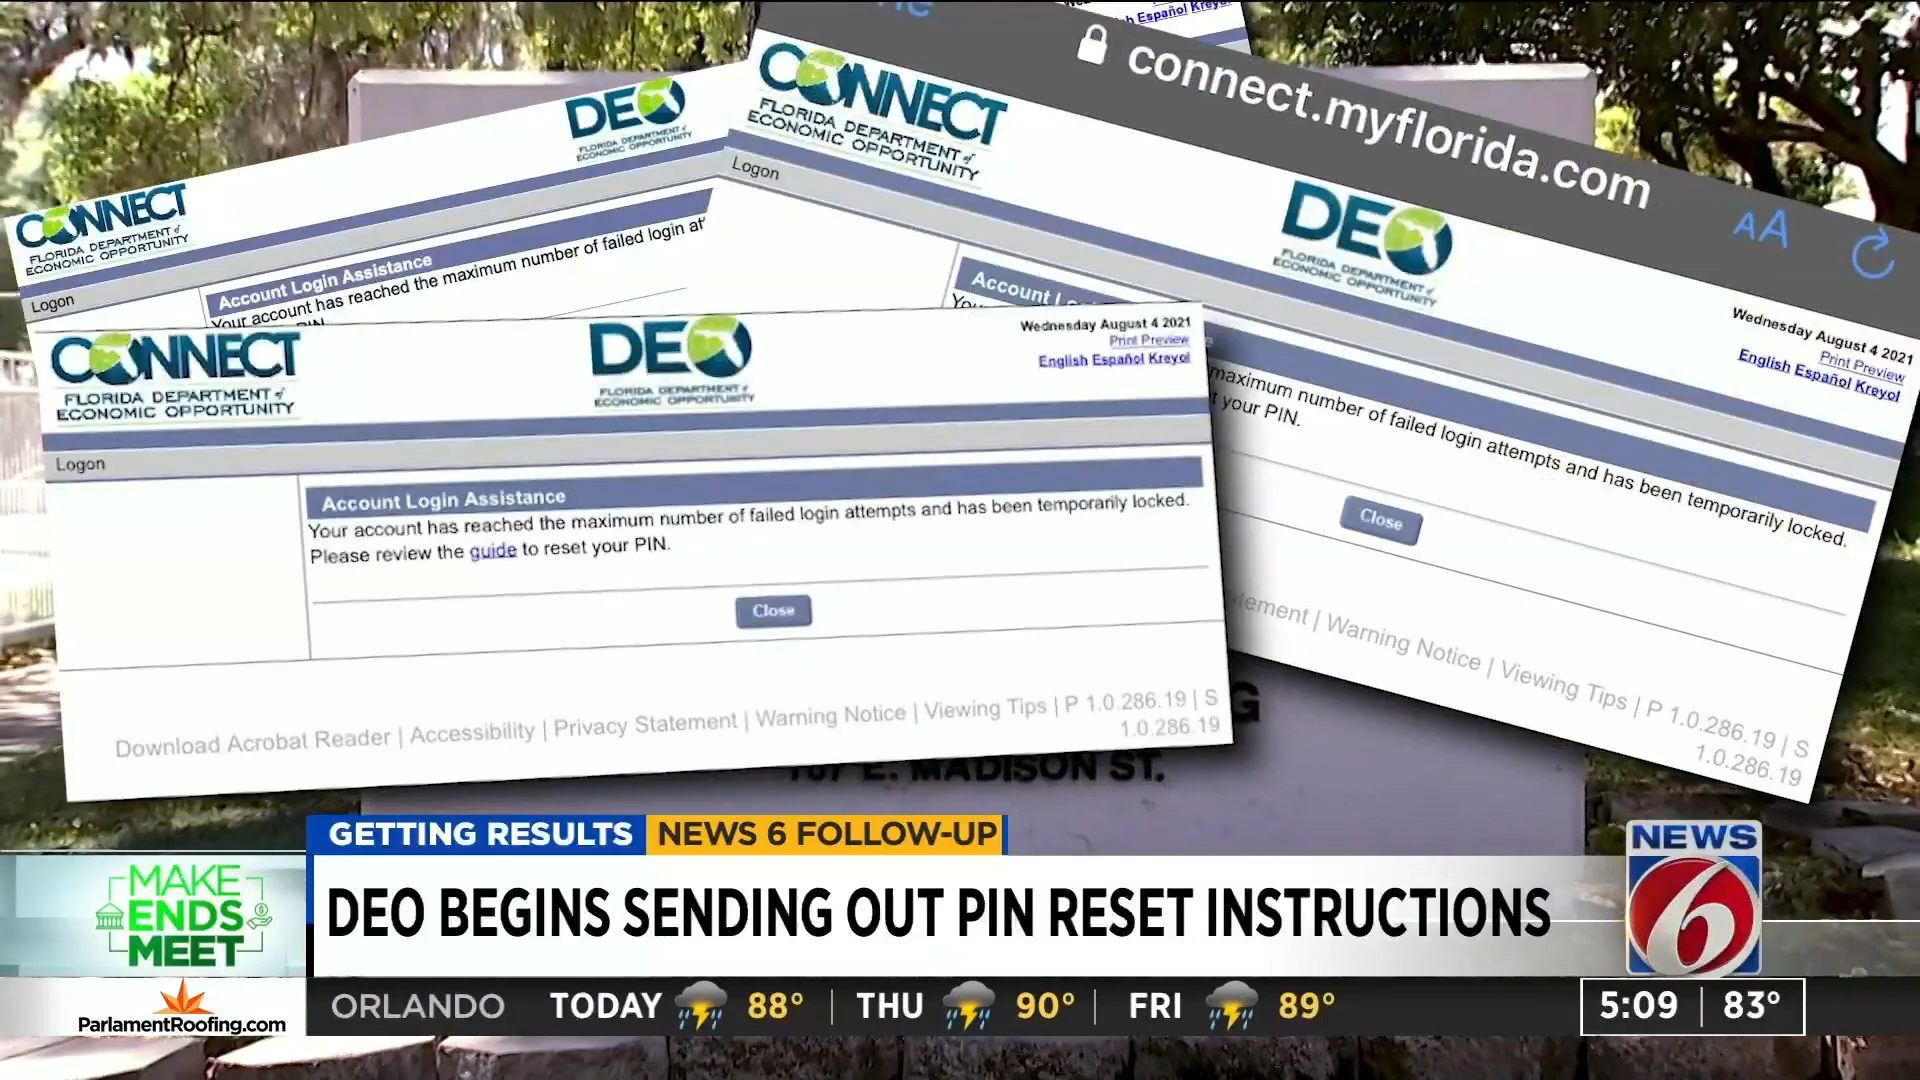 h Español Kreyo
connect.myflorida.com
AA
CONNECT
FLORIDA DEPARTMENT of
ECONOMIC OPPORTUNITY
DEO
FLORIDA DEPARTMENT of
ECONOMIC OPPORTUNITY
Logon
Account Login Assistance
Your account has reached the maximum number of failed login at
PIN
CONNECT
FLORIDA DEPARTMENT of
ECONOMIC OPPORTUNITY
DEO
FLORIDA DEPARTMENT of
ECONOMIC OPPORTUNITY
Wednesday August 4 2021
Print Preview
English Español Kreyol
Logon
Account Lo
You
maximum number of failed login attempts and has been temporarily locked.
t your PIN.
Close
tement | Warning Notice | Viewing Tips | P 1.0.286.19 | S
1.0.286.19
CONNECT
FLORIDA DEPARTMENT of
ECONOMIC OPPORTUNITY
DEO
FLORIDA DEPARTMENT of
ECONOMIC OPPORTUNITY
Wednesday August 4 2021
Print Preview
English Español Kreyol
Logon
Account Login Assistance
Your account has reached the maximum number of failed login attempts and has been temporarily locked.
Please review the guide to reset your PIN.
Close
Download Acrobat Reader | Accessibility | Privacy Statement | Warning Notice | Viewing Tips | P 1.0.286.19 | S
1.0.286.19
G
107 E. MADISON ST.
GETTING RESULTS NEWS 6 FOLLOW-UP
DEO BEGINS SENDING OUT PIN RESET INSTRUCTIONS
MAKE
ENDS
MEET
NEWS
6
ParlamentRoofing.com
ORLANDO TODAY 88° | THU 90° | FRI 89°
5:09 | 83°